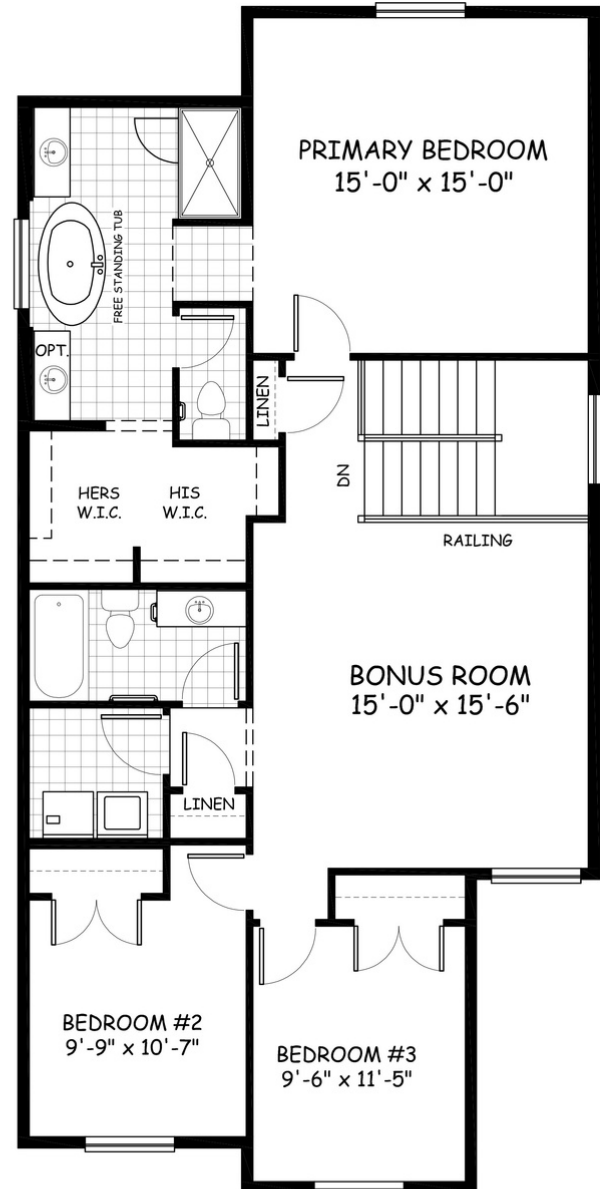 PRIMARY BEDROOM
15'-0" x 15'-0"
FREE STANDING TUB
OPT.
LINEN
DN
HERS
W.I.C.
HIS
W.I.C.
RAILING
BONUS ROOM
15'-0" x 15'-6"
LINEN
BEDROOM #2
9'-9" x 10'-7"
BEDROOM #3
9'-6" x 11'-5"